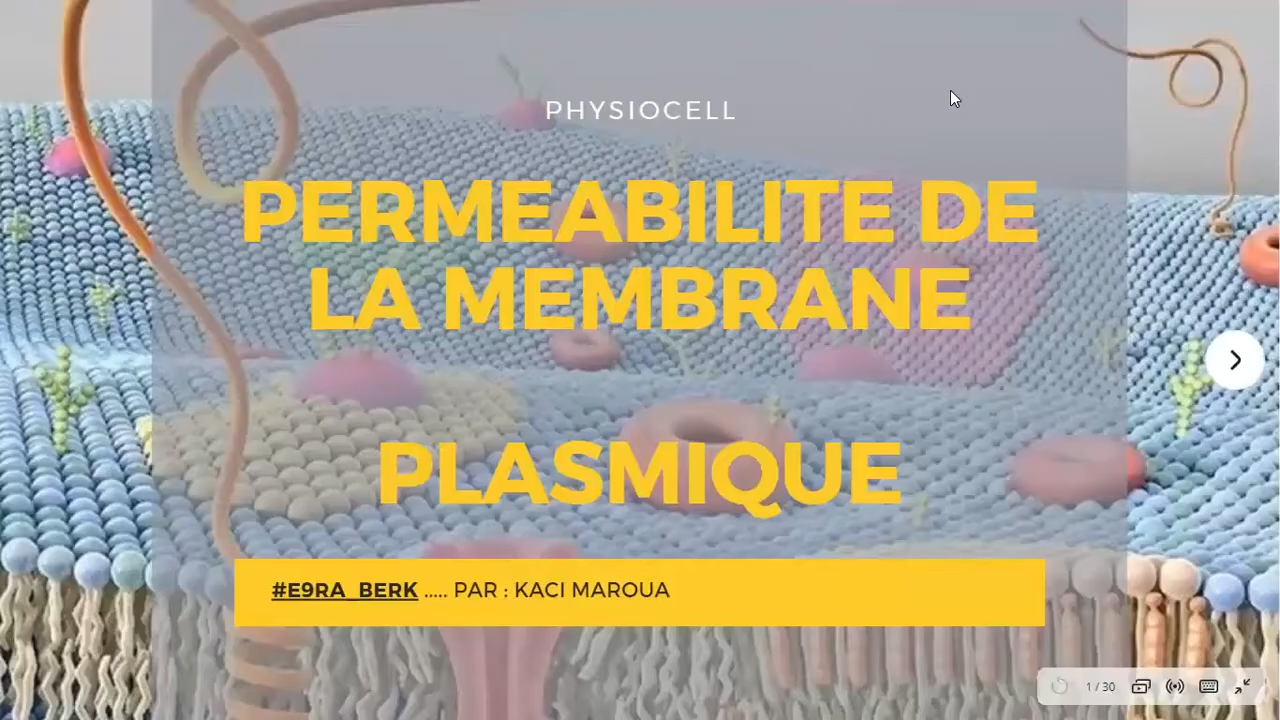 PHYSIOCELL
PERMEABILITE DE
LA MEMBRANE
PLASMIQUE
#E9RA_BERK ..... PAR : KACI MAROUA
1 / 30